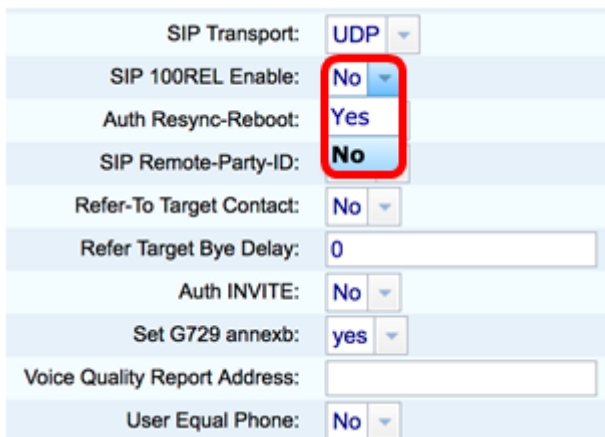 SIP Transport: UDP
SIP 100REL Enable: No
Auth Resync-Reboot: Yes
SIP Remote-Party-ID: No
Refer-To Target Contact: No
Refer Target Bye Delay: 0
Auth INVITE: No
Set G729 annexb: yes
Voice Quality Report Address:
User Equal Phone: No